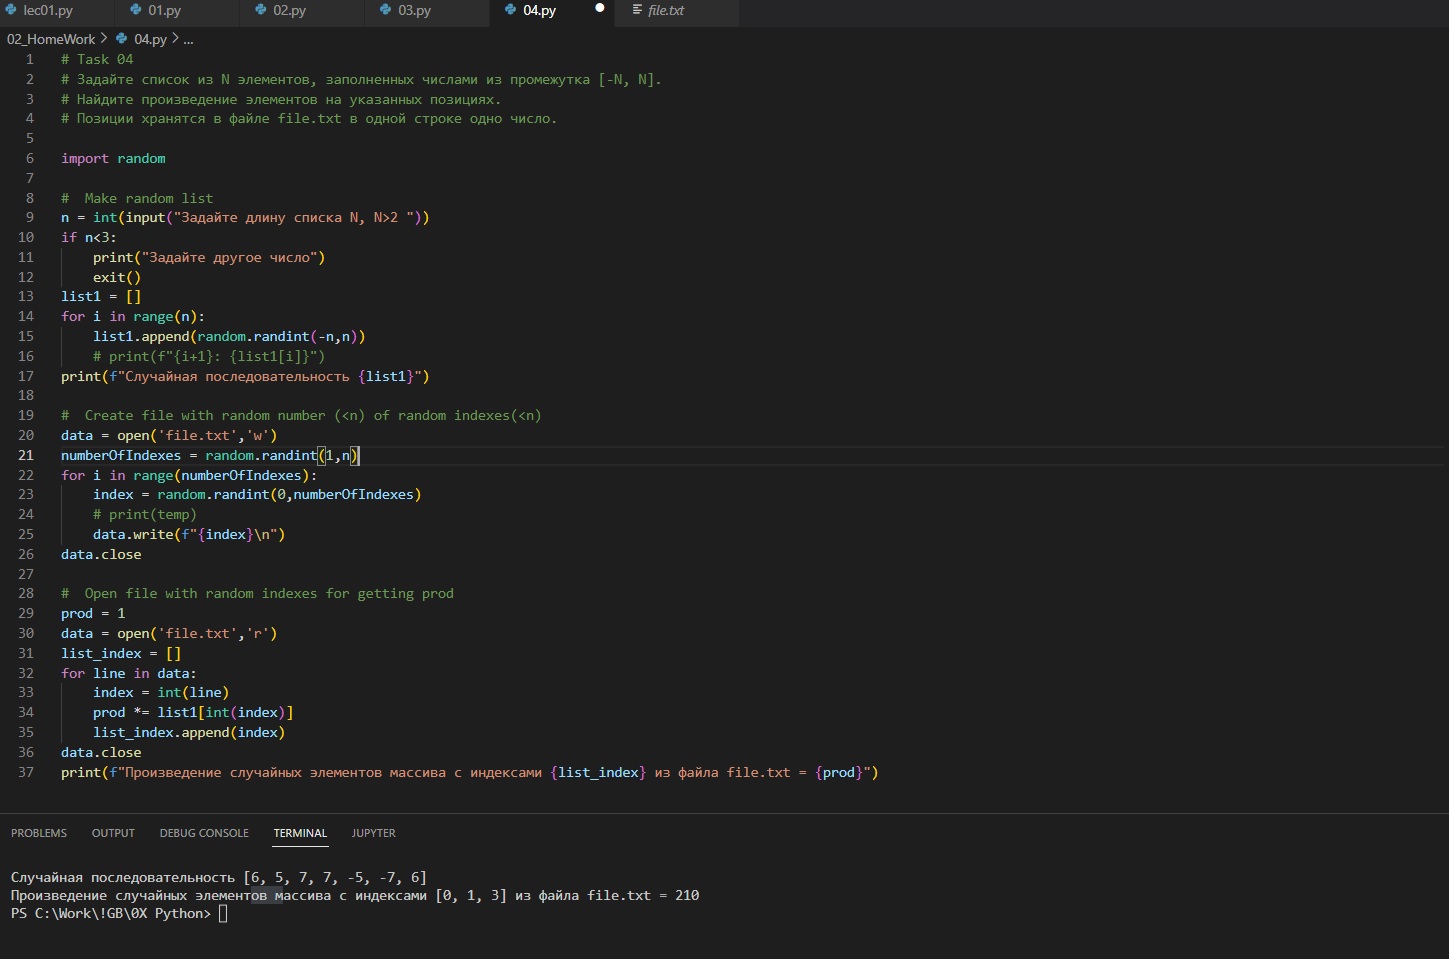 lec01.py 01.py 02.py 03.py 04.py file.txt
02_HomeWork > 04.py > ...
1 # Task 04
2 # Задайте список из N элементов, заполненных числами из промежутка [-N, N].
3 # Найдите произведение элементов на указанных позициях.
4 # Позиции хранятся в файле file.txt в одной строке одно число.
5
6 import random
7
8 #  Make random list
9 n = int(input("Задайте длину списка N, N>2 "))
10 if n<3:
11     print("Задайте другое число")
12     exit()
13 list1 = []
14 for i in range(n):
15     list1.append(random.randint(-n,n))
16     # print(f"{i+1}: {list1[i]}")
17 print(f"Случайная последовательность {list1}")
18
19 #  Create file with random number (<n) of random indexes(<n)
20 data = open('file.txt','w')
21 numberOfIndexes = random.randint(1,n)
22 for i in range(numberOfIndexes):
23     index = random.randint(0,numberOfIndexes)
24     # print(temp)
25     data.write(f"{index}\n")
26 data.close
27
28 #  Open file with random indexes for getting prod
29 prod = 1
30 data = open('file.txt','r')
31 list_index = []
32 for line in data:
33     index = int(line)
34     prod *= list1[int(index)]
35     list_index.append(index)
36 data.close
37 print(f"Произведение случайных элементов массива с индексами {list_index} из файла file.txt = {prod}")
PROBLEMS OUTPUT DEBUG CONSOLE TERMINAL JUPYTER
Случайная последовательность [6, 5, 7, 7, -5, -7, 6]
Произведение случайных элементов массива с индексами [0, 1, 3] из файла file.txt = 210
PS C:\Work\!GB\0X Python>